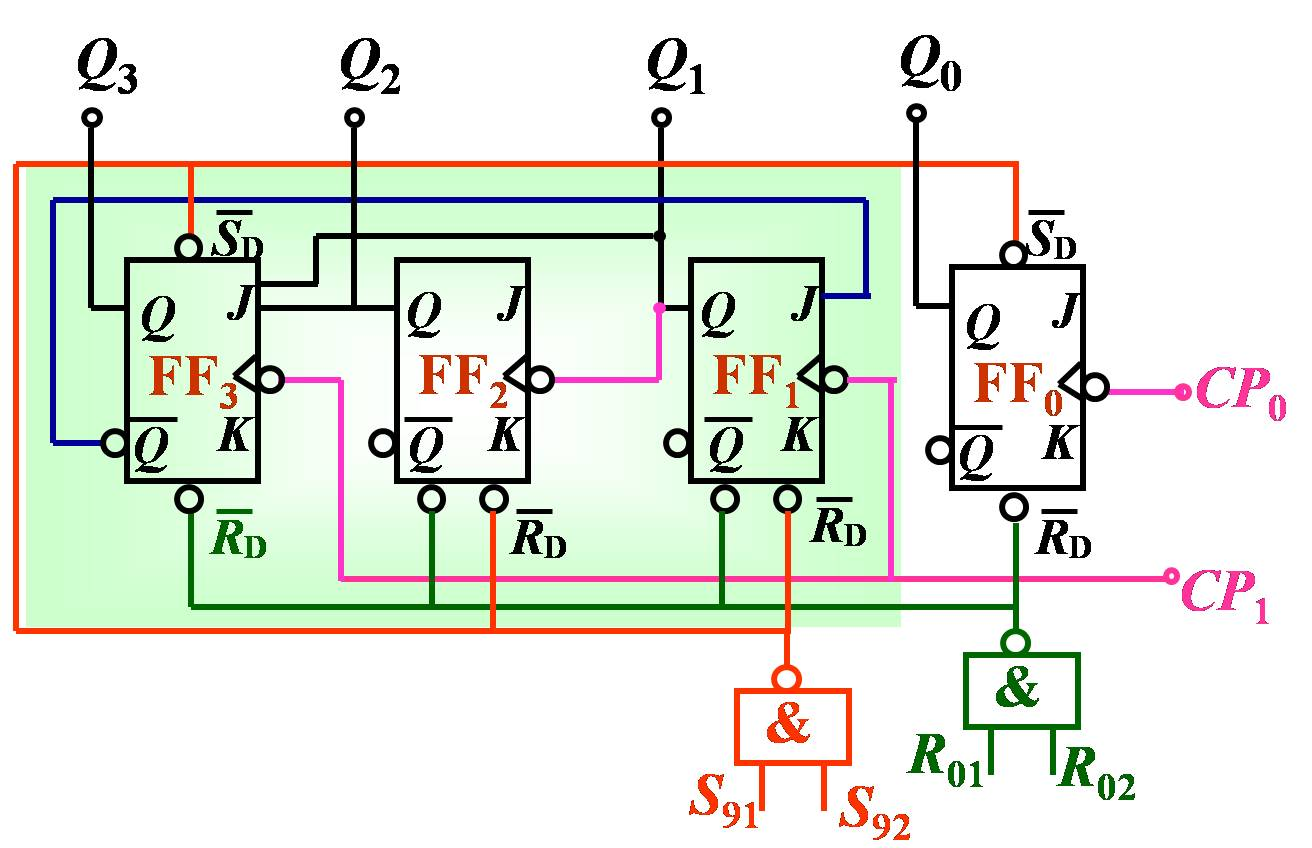 Q₃ Q₂ Q₁ Q₀
S̅D S̅D
Q J Q J Q J Q J
FF₃ FF₂ FF₁ FF₀ CP₀
Q̅ K Q̅ K Q̅ K Q̅ K
R̅D R̅D R̅D R̅D
CP₁
& &
R₀₁ R₀₂
S₉₁ S₉₂